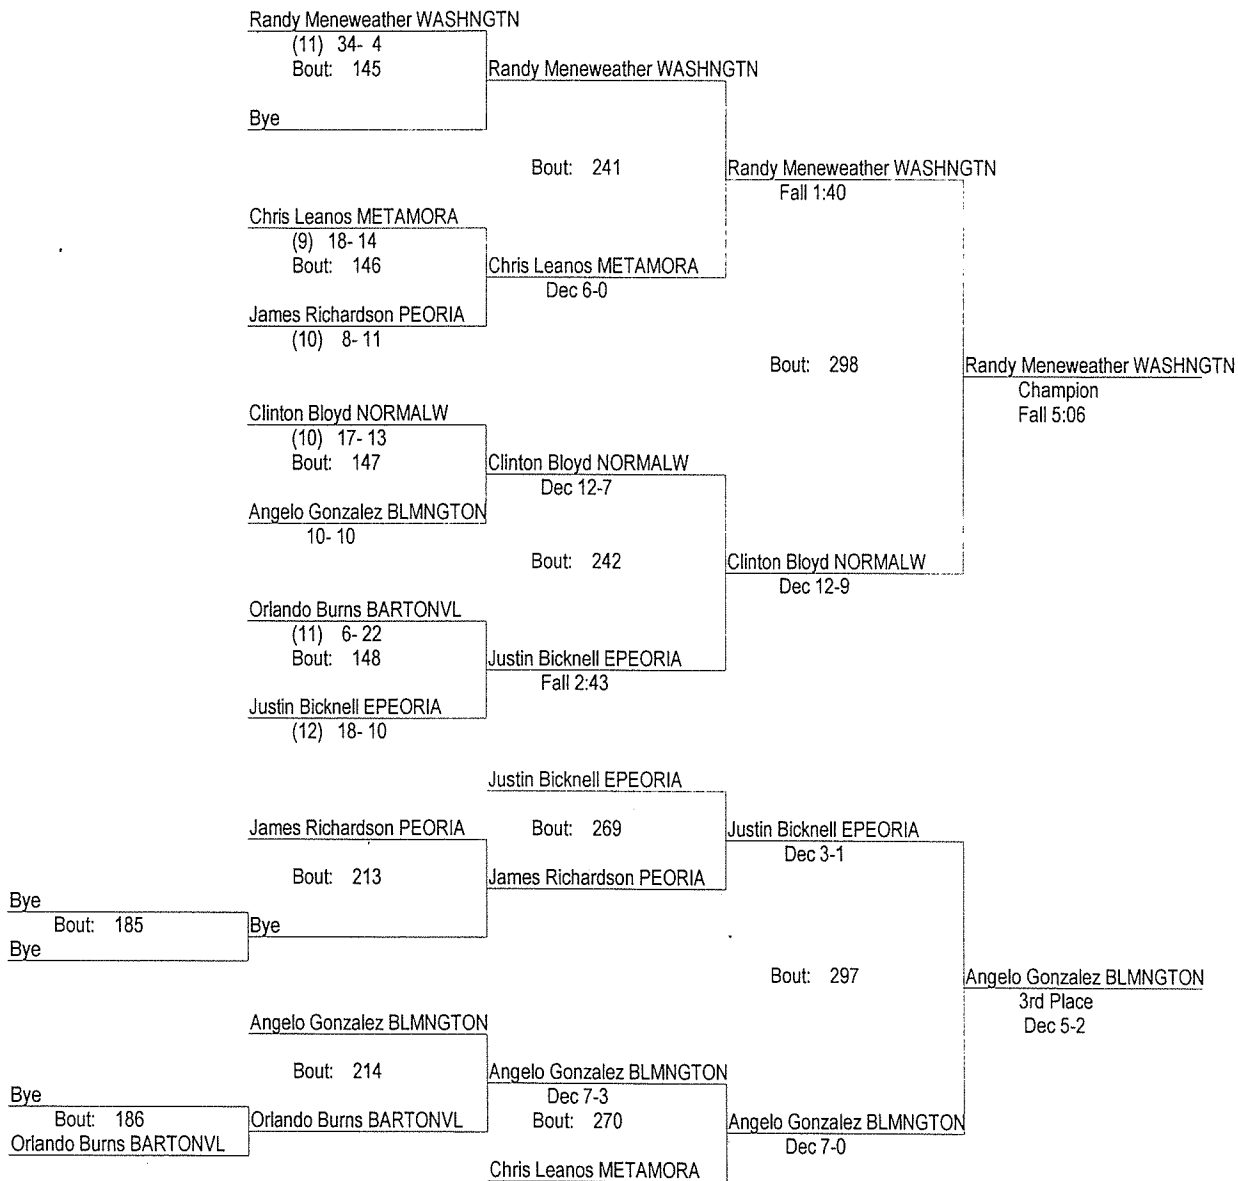 Randy Meneweather WASHNGTN
(11) 34- 4
Bout: 145
Randy Meneweather WASHNGTN
Bye
Bout: 241
Randy Meneweather WASHNGTN
Fall 1:40
Chris Leanos METAMORA
(9) 18- 14
Bout: 146
Chris Leanos METAMORA
Dec 6-0
James Richardson PEORIA
(10) 8- 11
Bout: 298
Randy Meneweather WASHNGTN
Champion
Fall 5:06
Clinton Bloyd NORMALW
(10) 17- 13
Bout: 147
Clinton Bloyd NORMALW
Dec 12-7
Angelo Gonzalez BLMNGTON
10- 10
Bout: 242
Clinton Bloyd NORMALW
Dec 12-9
Orlando Burns BARTONVL
(11) 6- 22
Bout: 148
Justin Bicknell EPEORIA
Fall 2:43
Justin Bicknell EPEORIA
(12) 18- 10
Justin Bicknell EPEORIA
James Richardson PEORIA
Bout: 269
Justin Bicknell EPEORIA
Dec 3-1
Bout: 213
James Richardson PEORIA
Bye
Bout: 185
Bye
Bye
Bout: 297
Angelo Gonzalez BLMNGTON
3rd Place
Dec 5-2
Angelo Gonzalez BLMNGTON
Bout: 214
Angelo Gonzalez BLMNGTON
Dec 7-3
Bye
Bout: 186
Orlando Burns BARTONVL
Bout: 270
Angelo Gonzalez BLMNGTON
Dec 7-0
Orlando Burns BARTONVL
Chris Leanos METAMORA